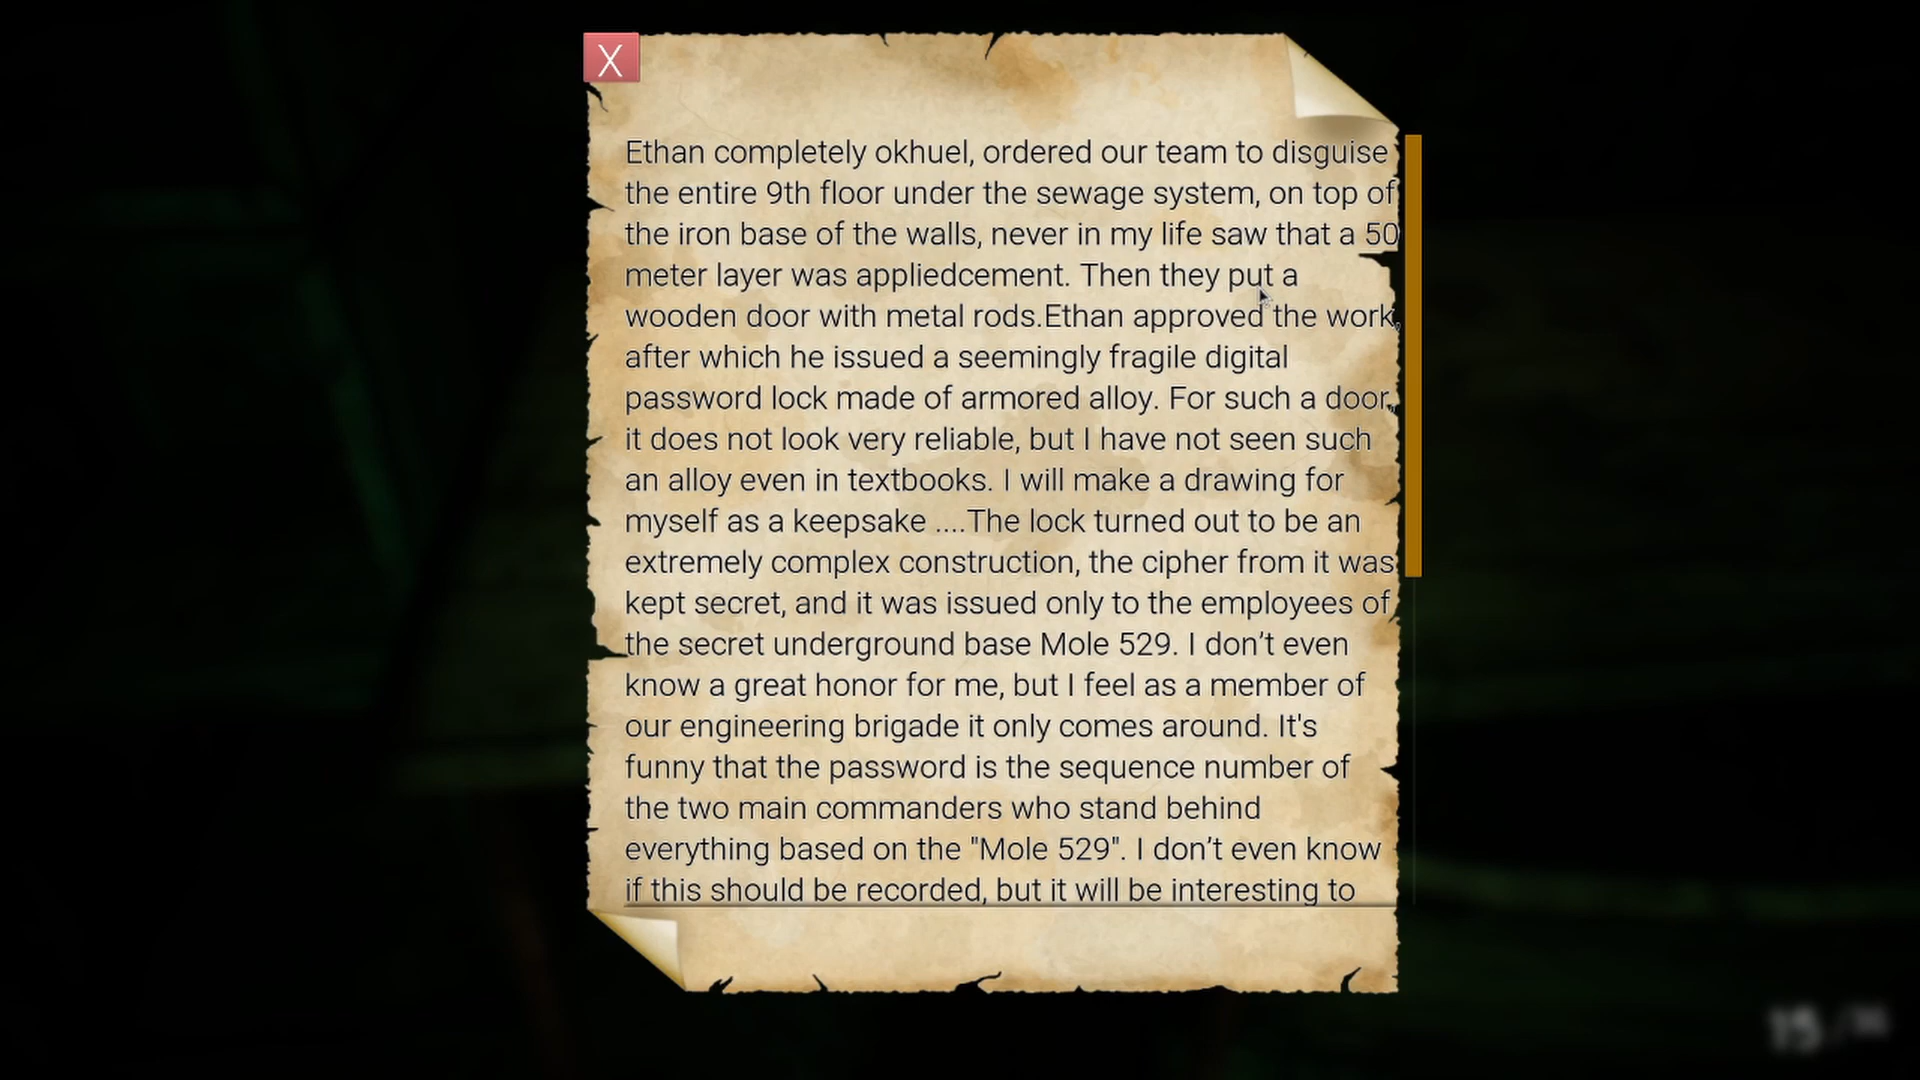 X
Ethan completely okhuel, ordered our team to disguise
the entire 9th floor under the sewage system, on top of
the iron base of the walls, never in my life saw that a 50
meter layer was appliedcement. Then they put a
wooden door with metal rods.Ethan approved the work,
after which he issued a seemingly fragile digital
password lock made of armored alloy. For such a door,
it does not look very reliable, but I have not seen such
an alloy even in textbooks. I will make a drawing for
myself as a keepsake ....The lock turned out to be an
extremely complex construction, the cipher from it was
kept secret, and it was issued only to the employees of
the secret underground base Mole 529. I don’t even
know a great honor for me, but I feel as a member of
our engineering brigade it only comes around. It's
funny that the password is the sequence number of
the two main commanders who stand behind
everything based on the "Mole 529". I don’t even know
if this should be recorded, but it will be interesting to